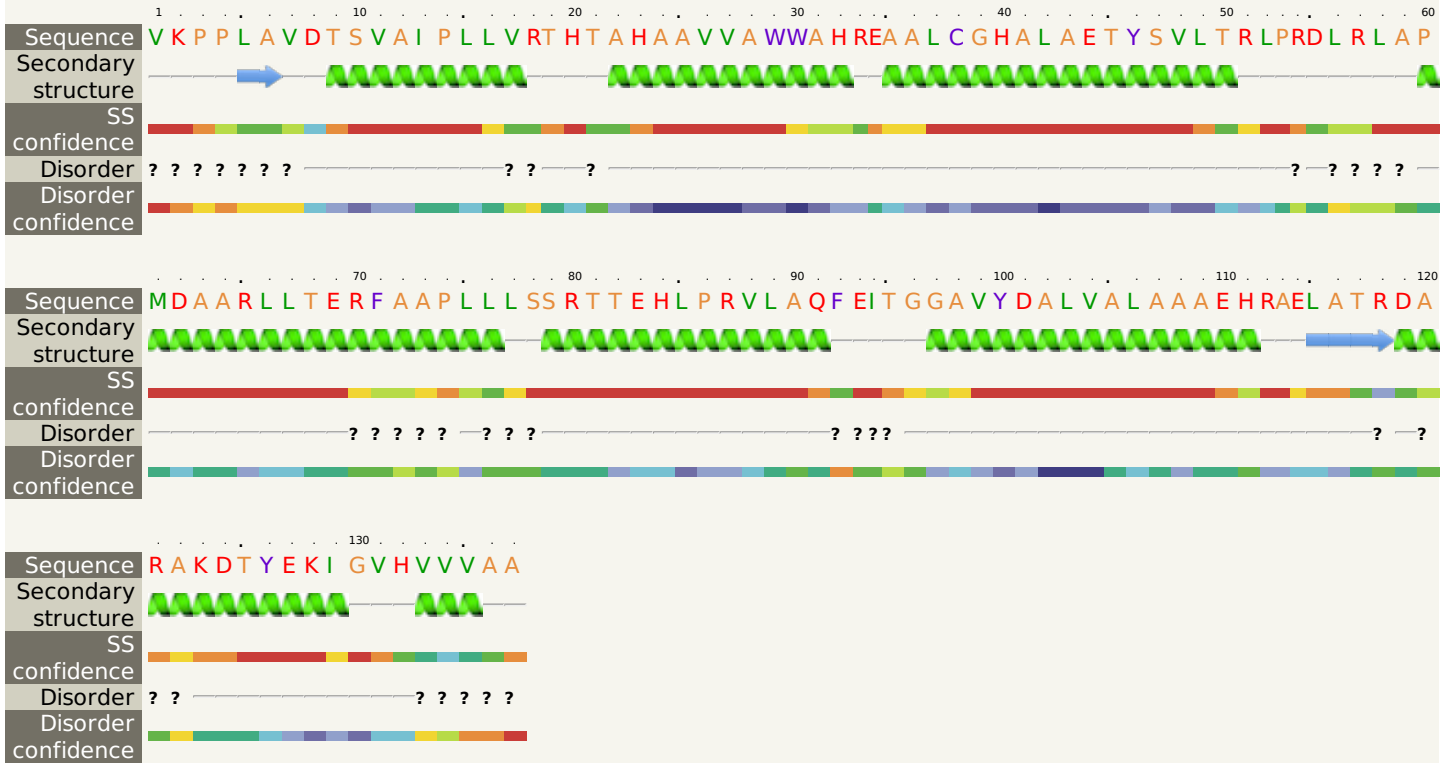 1 10 20 30 40 50 60
Sequence V K P P L A V D T S V A I P L L V R T H T A H A A V V A W W A H R E A A L C G H A L A E T Y S V L T R L P R D L R L A P
Secondary
structure
SS
confidence
Disorder ? ? ? ? ? ? ? ? ? ? ? ? ? ? ?
Disorder
confidence
70 80 90 100 110 120
Sequence M D A A R L L T E R F A A P L L L S S R T T E H L P R V L A Q F E I T G G A V Y D A L V A L A A A E H R A E L A T R D A
Secondary
structure
SS
confidence
Disorder ? ? ? ? ? ? ? ? ? ? ? ? ? ?
Disorder
confidence
130
Sequence R A K D T Y E K I G V H V V V A A
Secondary
structure
SS
confidence
Disorder ? ? ? ? ? ? ?
Disorder
confidence